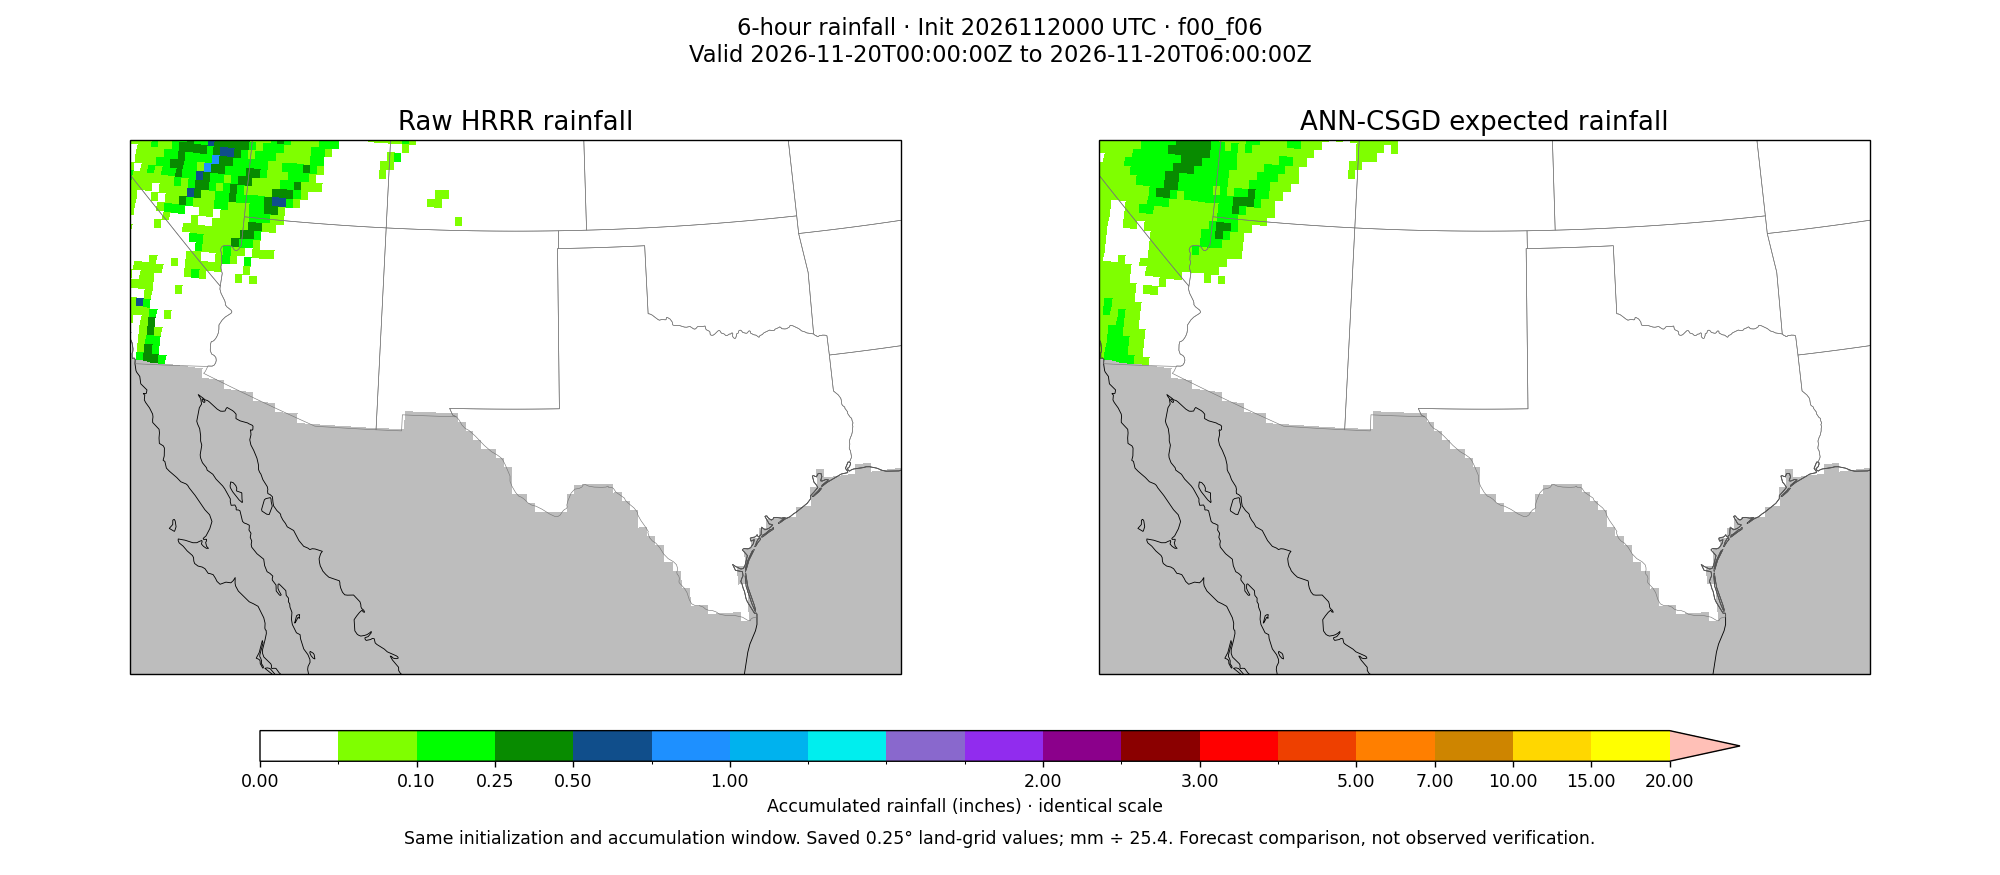 6-hour rainfall · Init 2026112000 UTC · f00_f06
Valid 2026-11-20T00:00:00Z to 2026-11-20T06:00:00Z
Raw HRRR rainfall
ANN-CSGD expected rainfall
0.00 0.10 0.25 0.50 1.00 2.00 3.00 5.00 7.00 10.00 15.00 20.00
Accumulated rainfall (inches) · identical scale
Same initialization and accumulation window. Saved 0.25° land-grid values; mm ÷ 25.4. Forecast comparison, not observed verification.